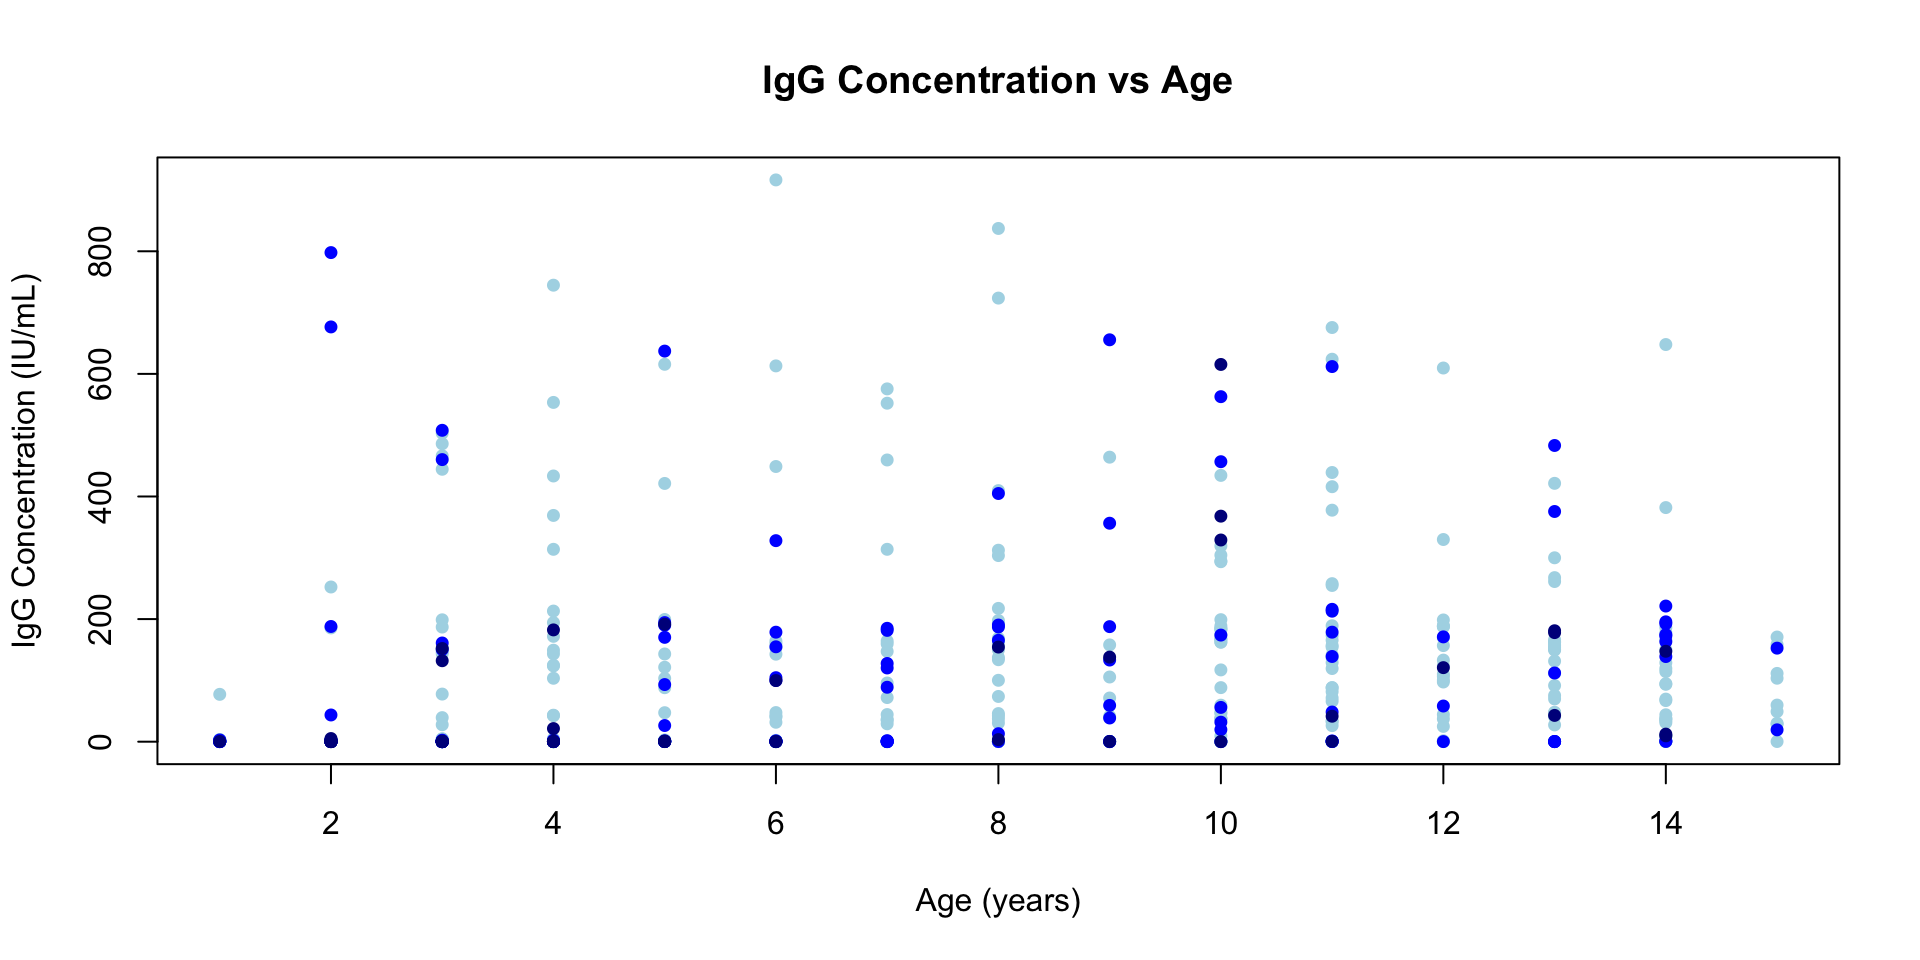 IgG Concentration vs Age
IgG Concentration (IU/mL)
800
600
400
200
0
2 4 6 8 10 12 14
Age (years)